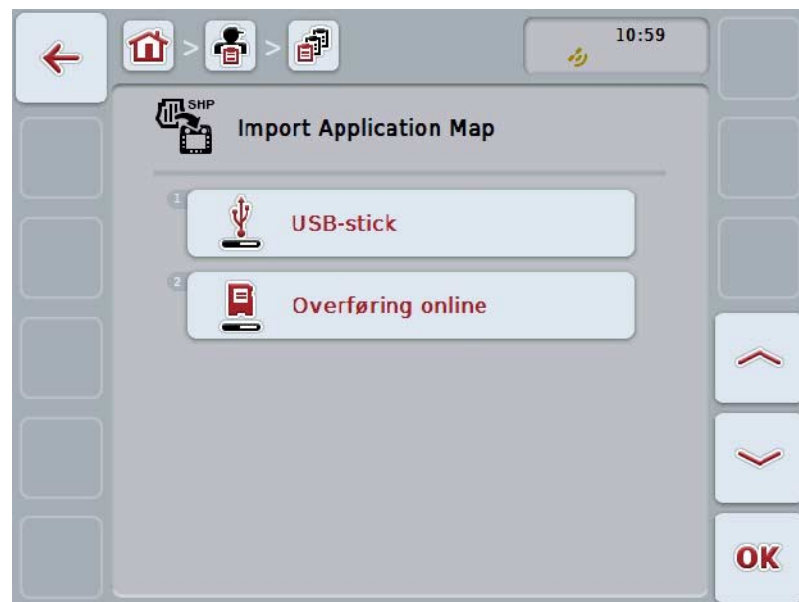 10:59
SHP
Import Application Map
1
USB-stick
2
Overføring online
OK